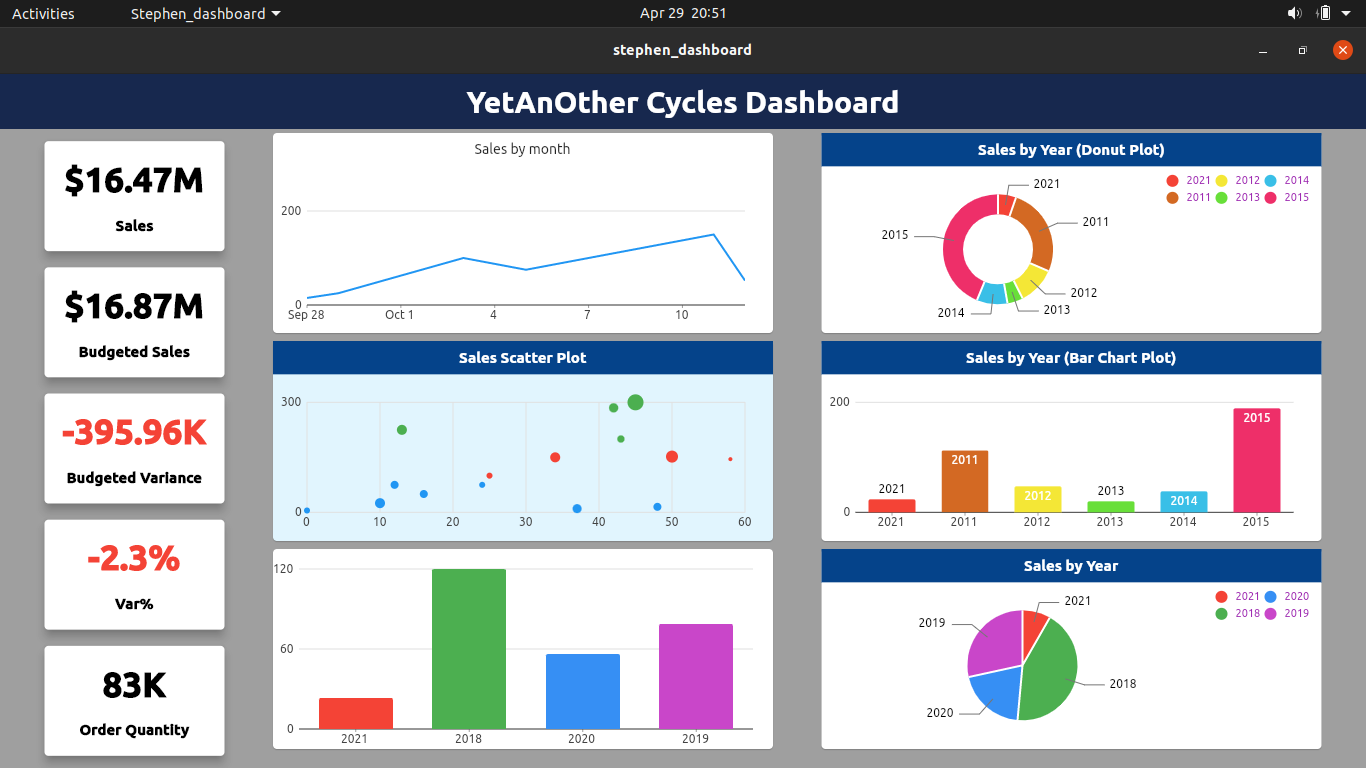 Activities
Stephen_dashboard
Apr 29 20:51
stephen_dashboard
YetAnOther Cycles Dashboard
$16.47M
Sales
$16.87M
Budgeted Sales
-395.96K
Budgeted Variance
-2.3%
Var%
83K
Order Quantity
Sales by month
200
0
Sep 28
Oct 1
4
7
10
Sales Scatter Plot
300
0
0
10
20
30
40
50
60
120
60
0
2021
2018
2020
2019
Sales by Year (Donut Plot)
2021 2012 2014
2011 2013 2015
2021
2011
2015
2012
2013
2014
Sales by Year (Bar Chart Plot)
200
0
2021
2011
2012
2013
2014
2015
2021
2011
2012
2013
2014
2015
Sales by Year
2021 2020
2018 2019
2021
2019
2018
2020